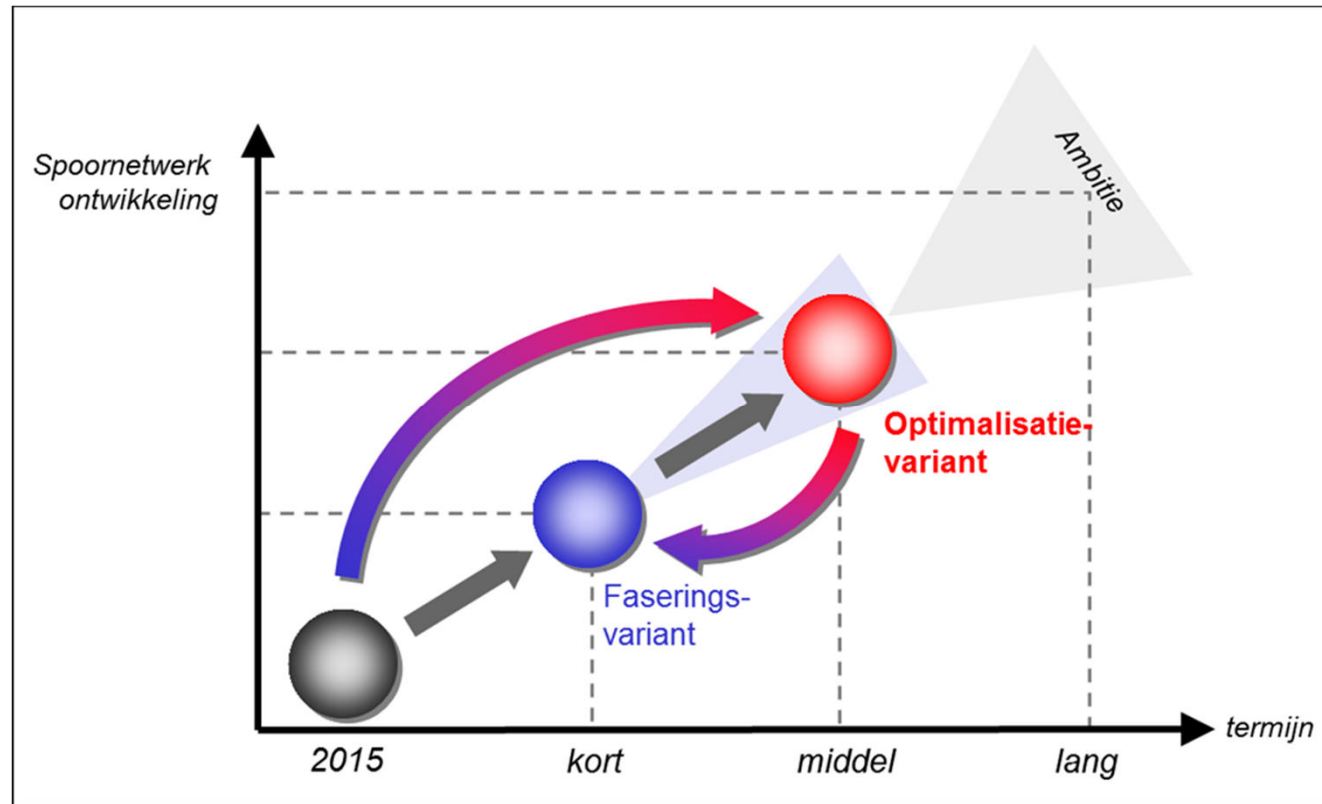 Spoornetwerk
ontwikkeling
Ambitie
Optimalisatie-
variant
Faserings-
variant
termijn
2015
kort
middel
lang